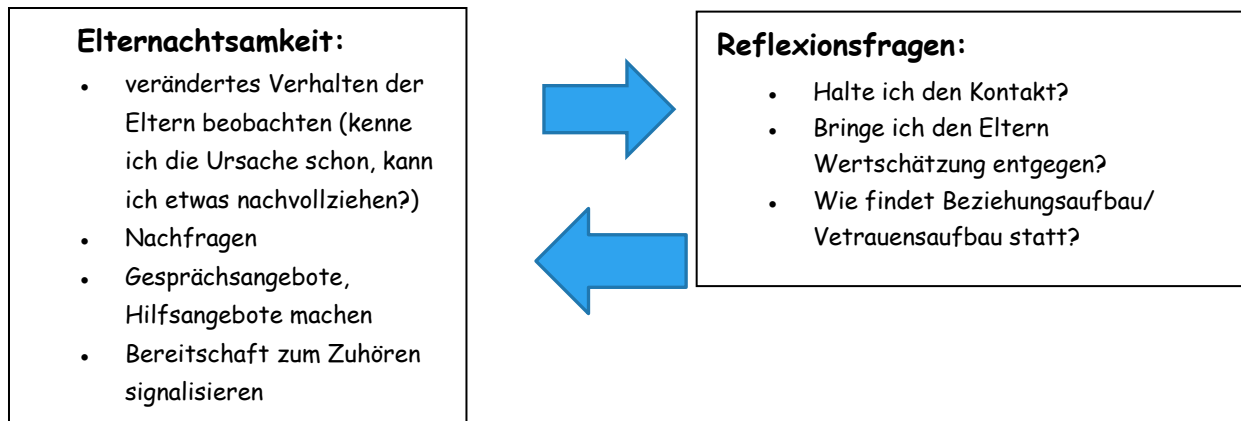 Elternachtsamkeit:
• verändertes Verhalten der
Eltern beobachten (kenne
ich die Ursache schon, kann
ich etwas nachvollziehen?)
• Nachfragen
• Gesprächsangebote,
Hilfsangebote machen
• Bereitschaft zum Zuhören
signalisieren
Reflexionsfragen:
• Halte ich den Kontakt?
• Bringe ich den Eltern
Wertschätzung entgegen?
• Wie findet Beziehungsaufbau/
Vetrauensaufbau statt?